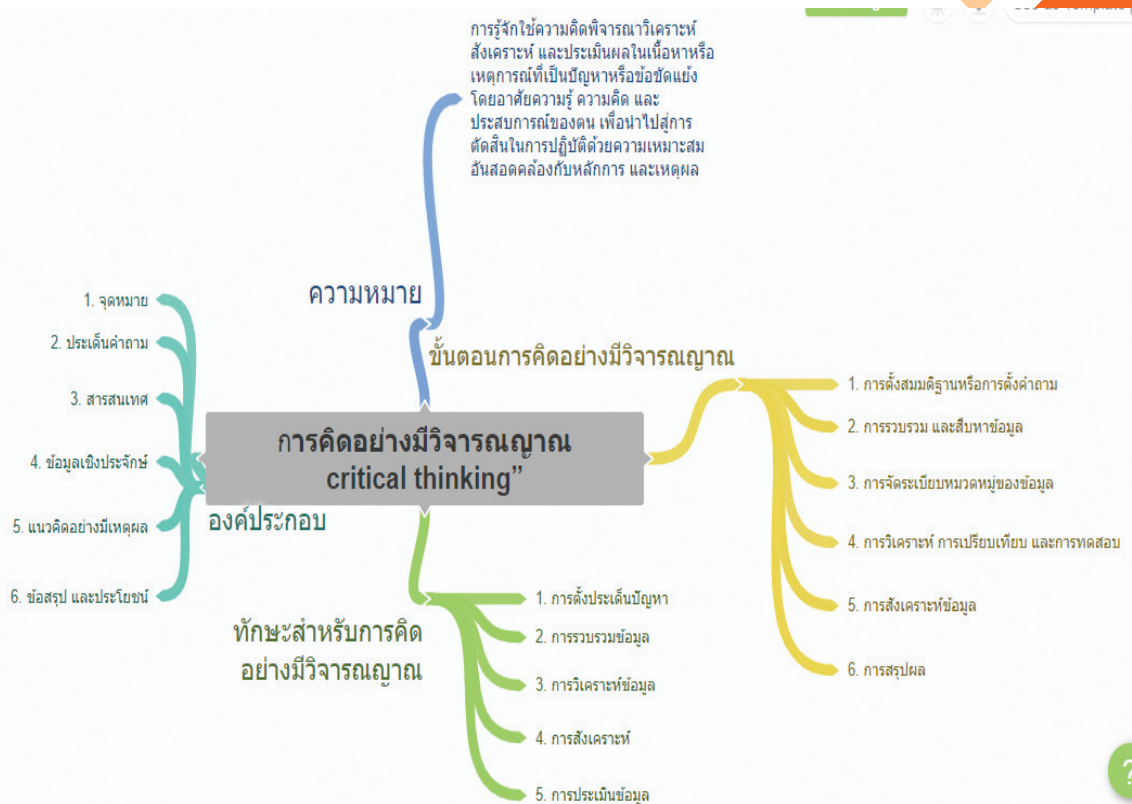 การรู้จักใช้ความคิดพิจารณาวิเคราะห์
สังเคราะห์ และประเมินผลในเนื้อหาหรือ
เหตุการณ์ที่เป็นปัญหาหรือข้อขัดแย้ง
โดยอาศัยความรู้ ความคิด และ
ประสบการณ์ของตน เพื่อนำไปสู่การ
ตัดสินในการปฏิบัติด้วยความเหมาะสม
อันสอดคล้องกับหลักการ และเหตุผล
ความหมาย
ขั้นตอนการคิดอย่างมีวิจารณญาณ
1. การตั้งสมมติฐานหรือการตั้งคำถาม
2. การรวบรวม และสืบหาข้อมูล
3. การจัดระเบียบหมวดหมู่ของข้อมูล
4. การวิเคราะห์ การเปรียบเทียบ และการทดสอบ
5. การสังเคราะห์ข้อมูล
6. การสรุปผล
การคิดอย่างมีวิจารณญาณ
critical thinking”
1. จุดหมาย
2. ประเด็นคำถาม
3. สารสนเทศ
4. ข้อมูลเชิงประจักษ์
5. แนวคิดอย่างมีเหตุผล
6. ข้อสรุป และประโยชน์
องค์ประกอบ
ทักษะสำหรับการคิด
อย่างมีวิจารณญาณ
1. การตั้งประเด็นปัญหา
2. การรวบรวมข้อมูล
3. การวิเคราะห์ข้อมูล
4. การสังเคราะห์
5. การประเมินข้อมูล
?